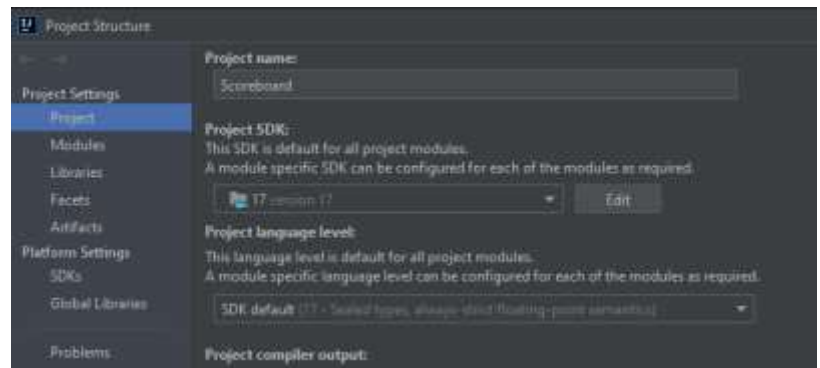 Project Structure
Project Settings
Project
Modules
Libraries
Facets
Artifacts
Platform Settings
SDKs
Global Libraries
Problems
Project name:
Scoreboard
Project SDK:
This SDK is default for all project modules.
A module specific SDK can be configured for each of the modules as required.
17 version 17
Edit
Project language level:
This language level is default for all project modules.
A module specific language level can be configured for each of the modules as required.
SDK default (17 - Sealed types, always-strict floating-point semantics)
Project compiler output: